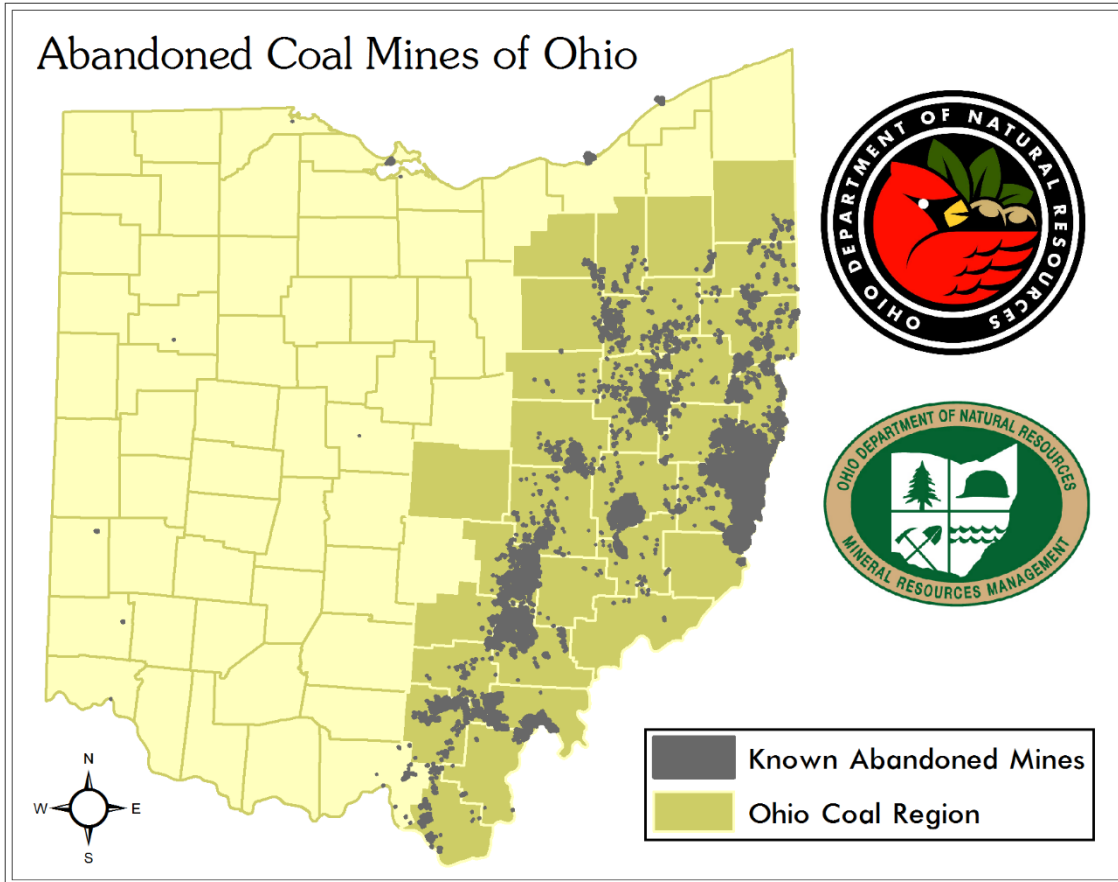 Abandoned Coal Mines of Ohio
OHIO DEPARTMENT OF NATURAL RESOURCES
OHIO DEPARTMENT OF NATURAL RESOURCES
MINERAL RESOURCES MANAGEMENT
N
W E
S
Known Abandoned Mines
Ohio Coal Region